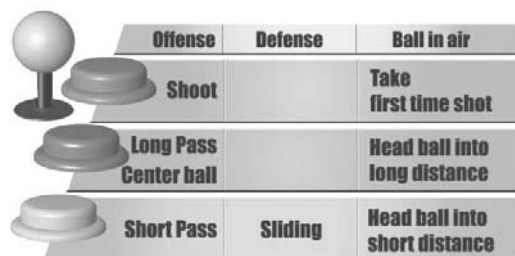 Offense Defense Ball in air
Shoot Take
first time shot
Long Pass Head ball into
Center ball long distance
Short Pass Sliding Head ball into
short distance